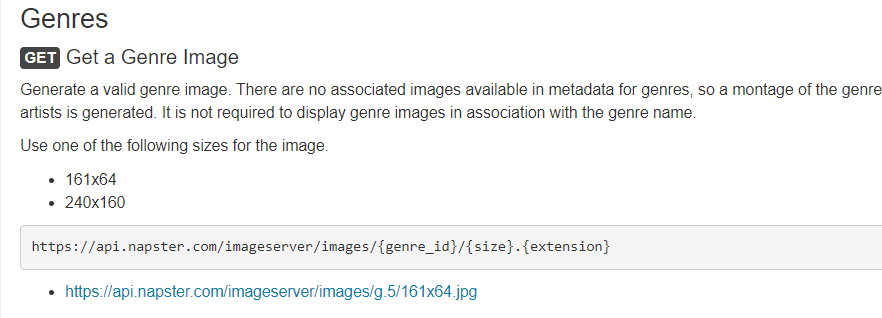 Genres
GET Get a Genre Image
Generate a valid genre image. There are no associated images available in metadata for genres, so a montage of the genre
artists is generated. It is not required to display genre images in association with the genre name.
Use one of the following sizes for the image.
• 161x64
• 240x160
https://api.napster.com/imageserver/images/{genre_id}/{size}.{extension}
• https://api.napster.com/imageserver/images/g.5/161x64.jpg